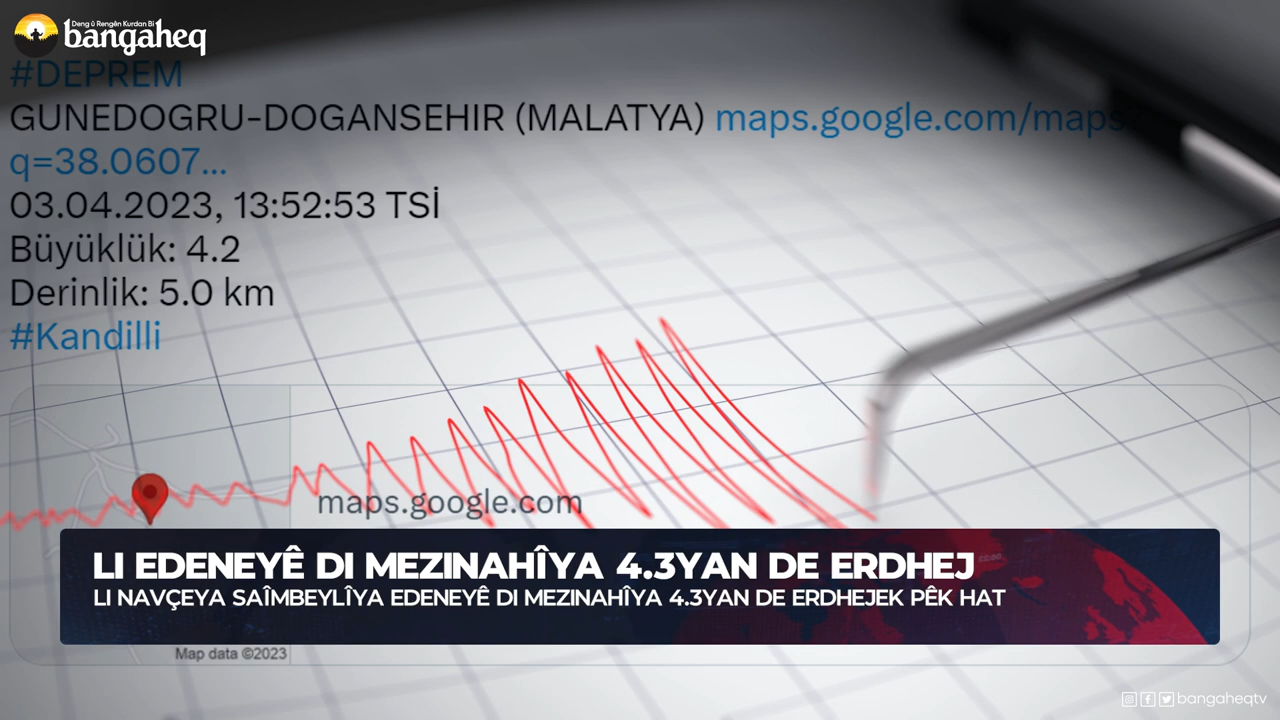 Deng û Rengên Kurdan Bi
bangaheq
#DEPREM
GUNEDOGRU-DOGANSEHIR (MALATYA) maps.google.com/maps
q=38.0607...
03.04.2023, 13:52:53 TSİ
Büyüklük: 4.2
Derinlik: 5.0 km
#Kandilli
maps.google.com
LI EDENEYÊ DI MEZINAHÎYA 4.3YAN DE ERDHEJ
LI NAVÇEYA SAÎMBEYLÎYA EDENEYÊ DI MEZINAHÎYA 4.3YAN DE ERDHEJEK PÊK HAT
Map data ©2023
bangaheqtv